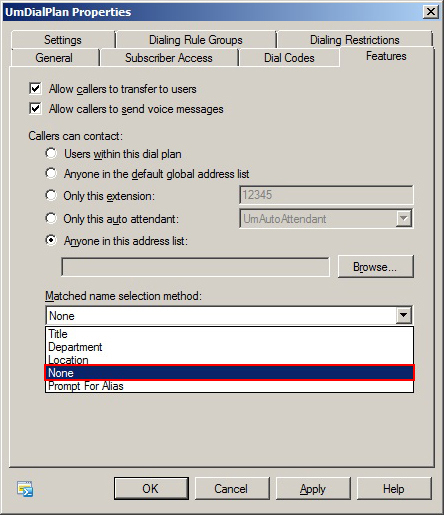 UmDialPlan Properties
Settings Dialing Rule Groups Dialing Restrictions
General Subscriber Access Dial Codes Features
Allow callers to transfer to users
Allow callers to send voice messages
Callers can contact:
Users within this dial plan
Anyone in the default global address list
Only this extension: 12345
Only this auto attendant: UmAutoAttendant
Anyone in this address list:
Browse...
Matched name selection method:
None
Title
Department
Location
None
Prompt For Alias
OK Cancel Apply Help